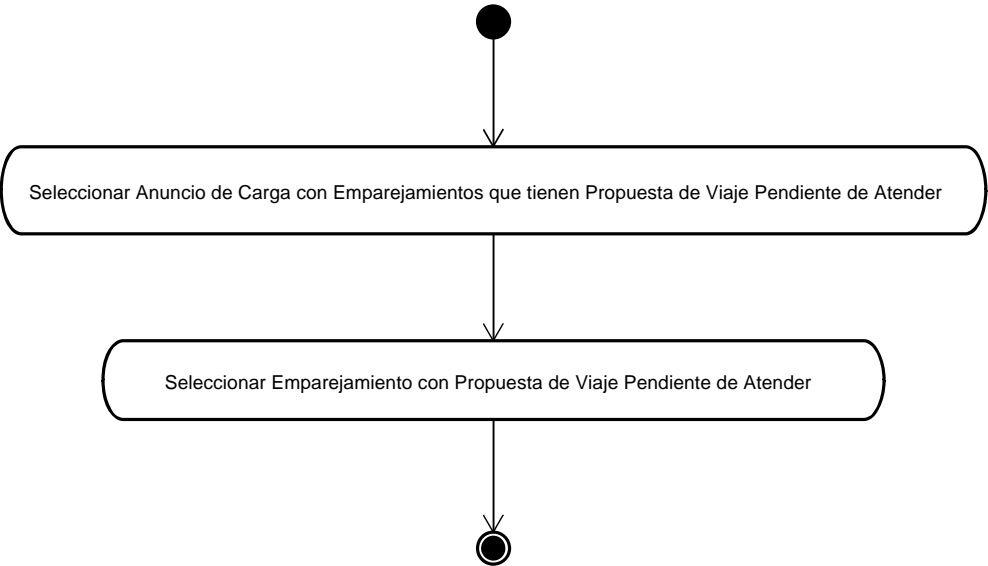 Seleccionar Anuncio de Carga con Emparejamientos que tienen Propuesta de Viaje Pendiente de Atender
Seleccionar Emparejamiento con Propuesta de Viaje Pendiente de Atender